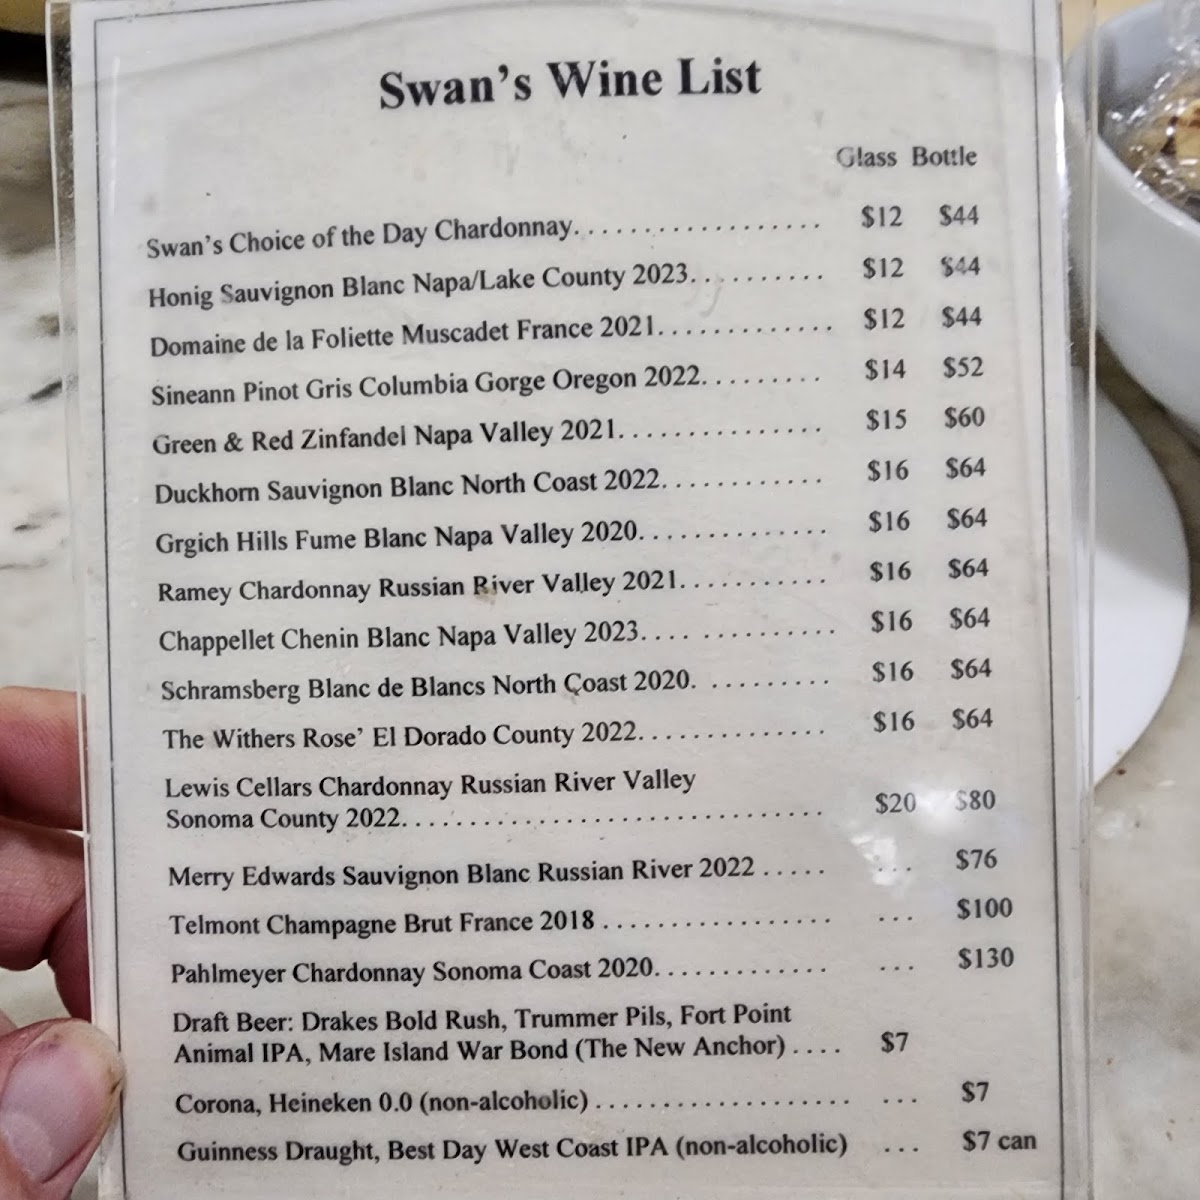 Swan's Wine List
Glass Bottle
Swan's Choice of the Day Chardonnay. . . . . . . . . . . . . . . . . . $12 $44
Honig Sauvignon Blanc Napa/Lake County 2023. . . . . . . . . . $12 $44
Domaine de la Foliette Muscadet France 2021. . . . . . . . . . . . . $12 $44
Sineann Pinot Gris Columbia Gorge Oregon 2022. . . . . . . . . $14 $52
Green & Red Zinfandel Napa Valley 2021. . . . . . . . . . . . . . . $15 $60
Duckhorn Sauvignon Blanc North Coast 2022. . . . . . . . . . . . $16 $64
Grgich Hills Fume Blanc Napa Valley 2020. . . . . . . . . . . . . . $16 $64
Ramey Chardonnay Russian River Valley 2021. . . . . . . . . . . $16 $64
Chappellet Chenin Blanc Napa Valley 2023. . . . . . . . . . . . . . $16 $64
Schramsberg Blanc de Blancs North Coast 2020. . . . . . . . . . $16 $64
The Withers Rose' El Dorado County 2022. . . . . . . . . . . . . . $16 $64
Lewis Cellars Chardonnay Russian River Valley
Sonoma County 2022. . . . . . . . . . . . . . . . . . . . . . . . . . . . . . $20 $80
Merry Edwards Sauvignon Blanc Russian River 2022 . . . . . . . . $76
Telmont Champagne Brut France 2018 . . . . . . . . . . . . . . . . . . . $100
Pahlmeyer Chardonnay Sonoma Coast 2020. . . . . . . . . . . . . . . . $130
Draft Beer: Drakes Bold Rush, Trummer Pils, Fort Point
Animal IPA, Mare Island War Bond (The New Anchor) . . . . $7
Corona, Heineken 0.0 (non-alcoholic) . . . . . . . . . . . . . . . . . . . . . . $7
Guinness Draught, Best Day West Coast IPA (non-alcoholic) . . . $7 can